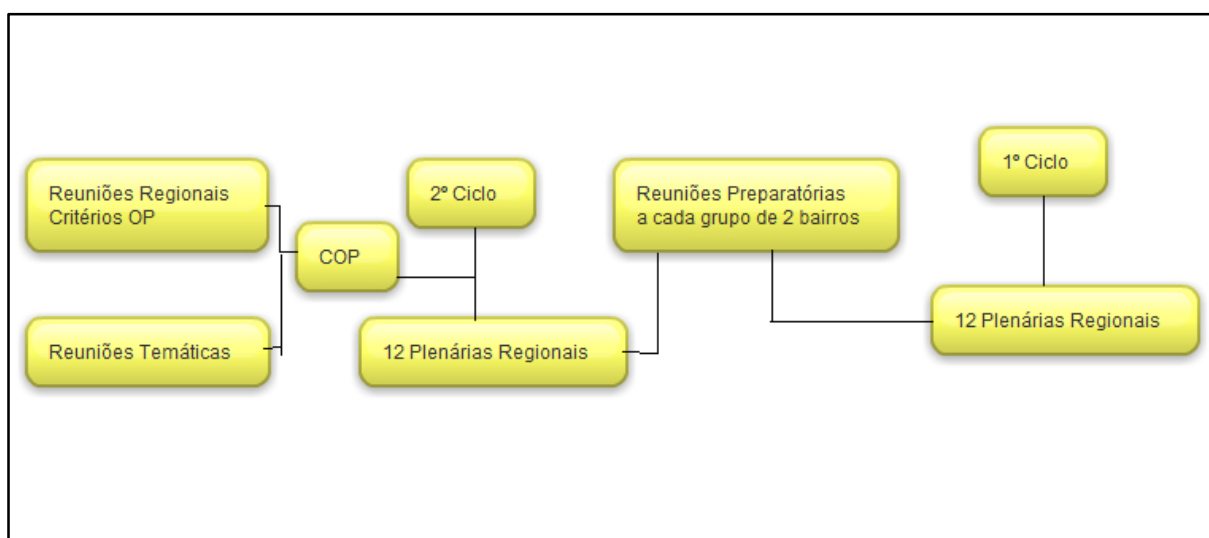 Reuniões Regionais
Critérios OP
Reuniões Temáticas
COP
2º Ciclo
12 Plenárias Regionais
Reuniões Preparatórias
a cada grupo de 2 bairros
1º Ciclo
12 Plenárias Regionais